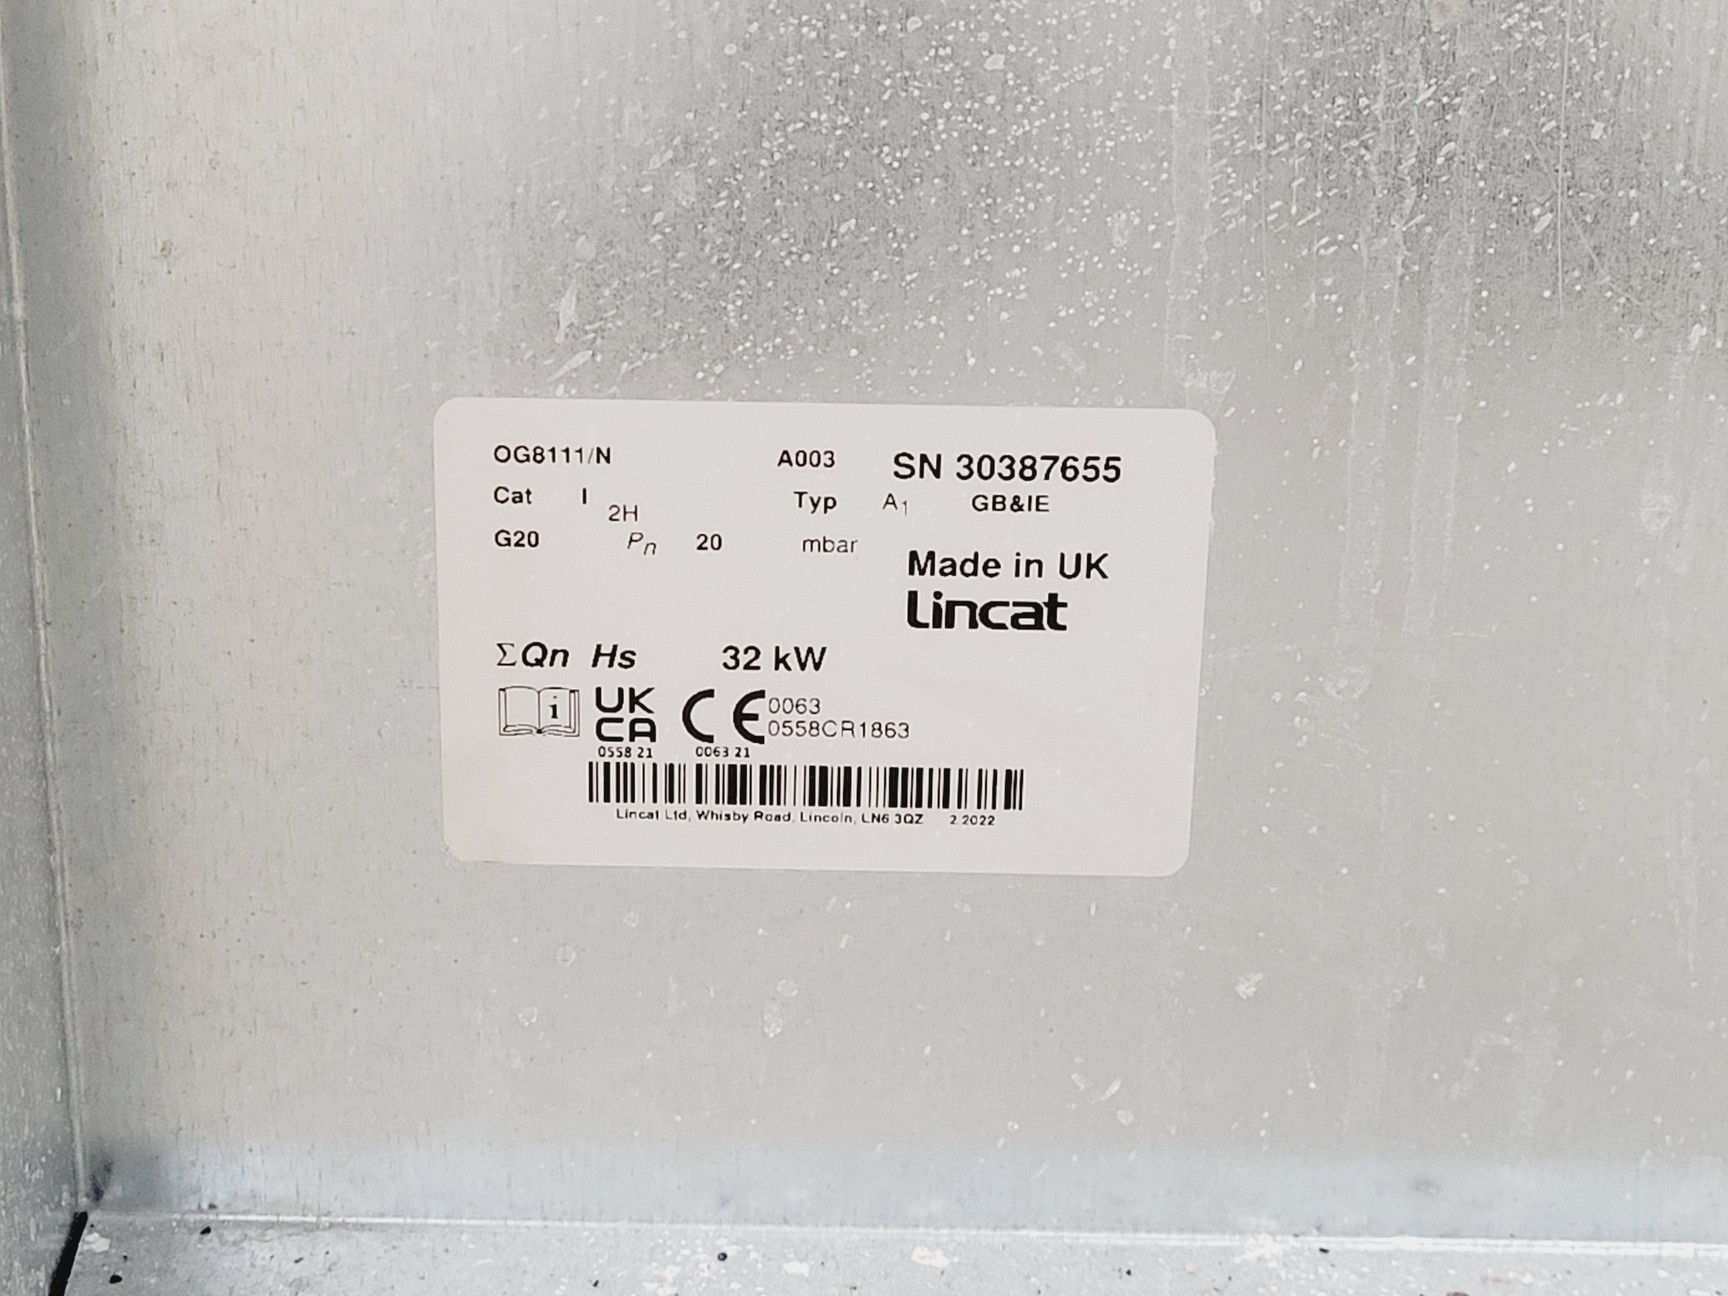 OG8111/N A003 SN 30387655
Cat I 2H Typ A1 GB&IE
G20 Pn 20 mbar
Made in UK
Lincat
ΣQn Hs 32 kW
i UK CA CE 0063
0558CR1863
0558 21 0063 21
Lincat Ltd, Whisby Road, Lincoln, LN6 3QZ 2 2022